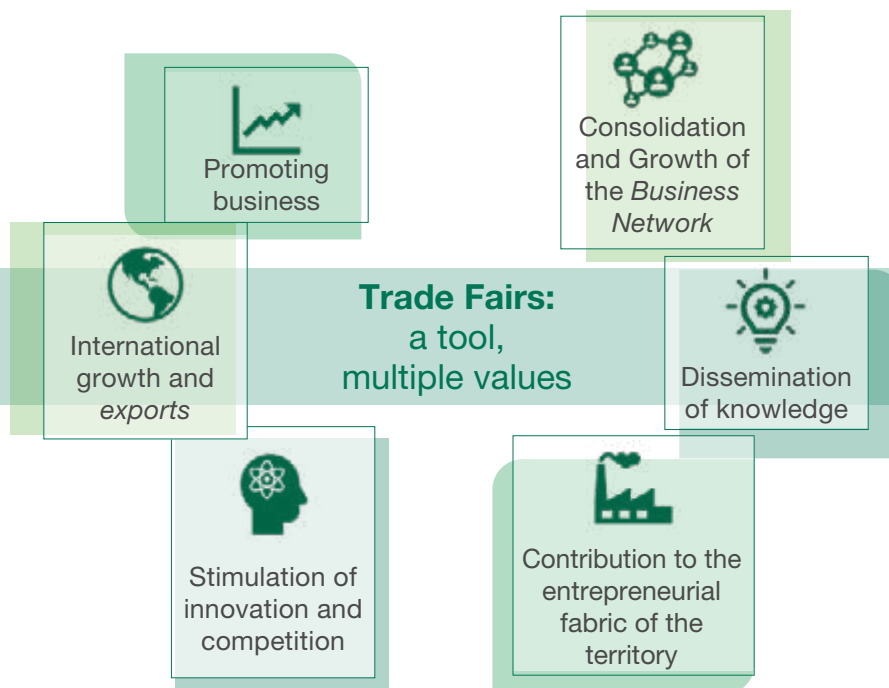 Promoting
business
Consolidation
and Growth of
the Business
Network
International
growth and
exports
Trade Fairs:
a tool,
multiple values
Dissemination
of knowledge
Stimulation of
innovation and
competition
Contribution to the
entrepreneurial
fabric of the
territory